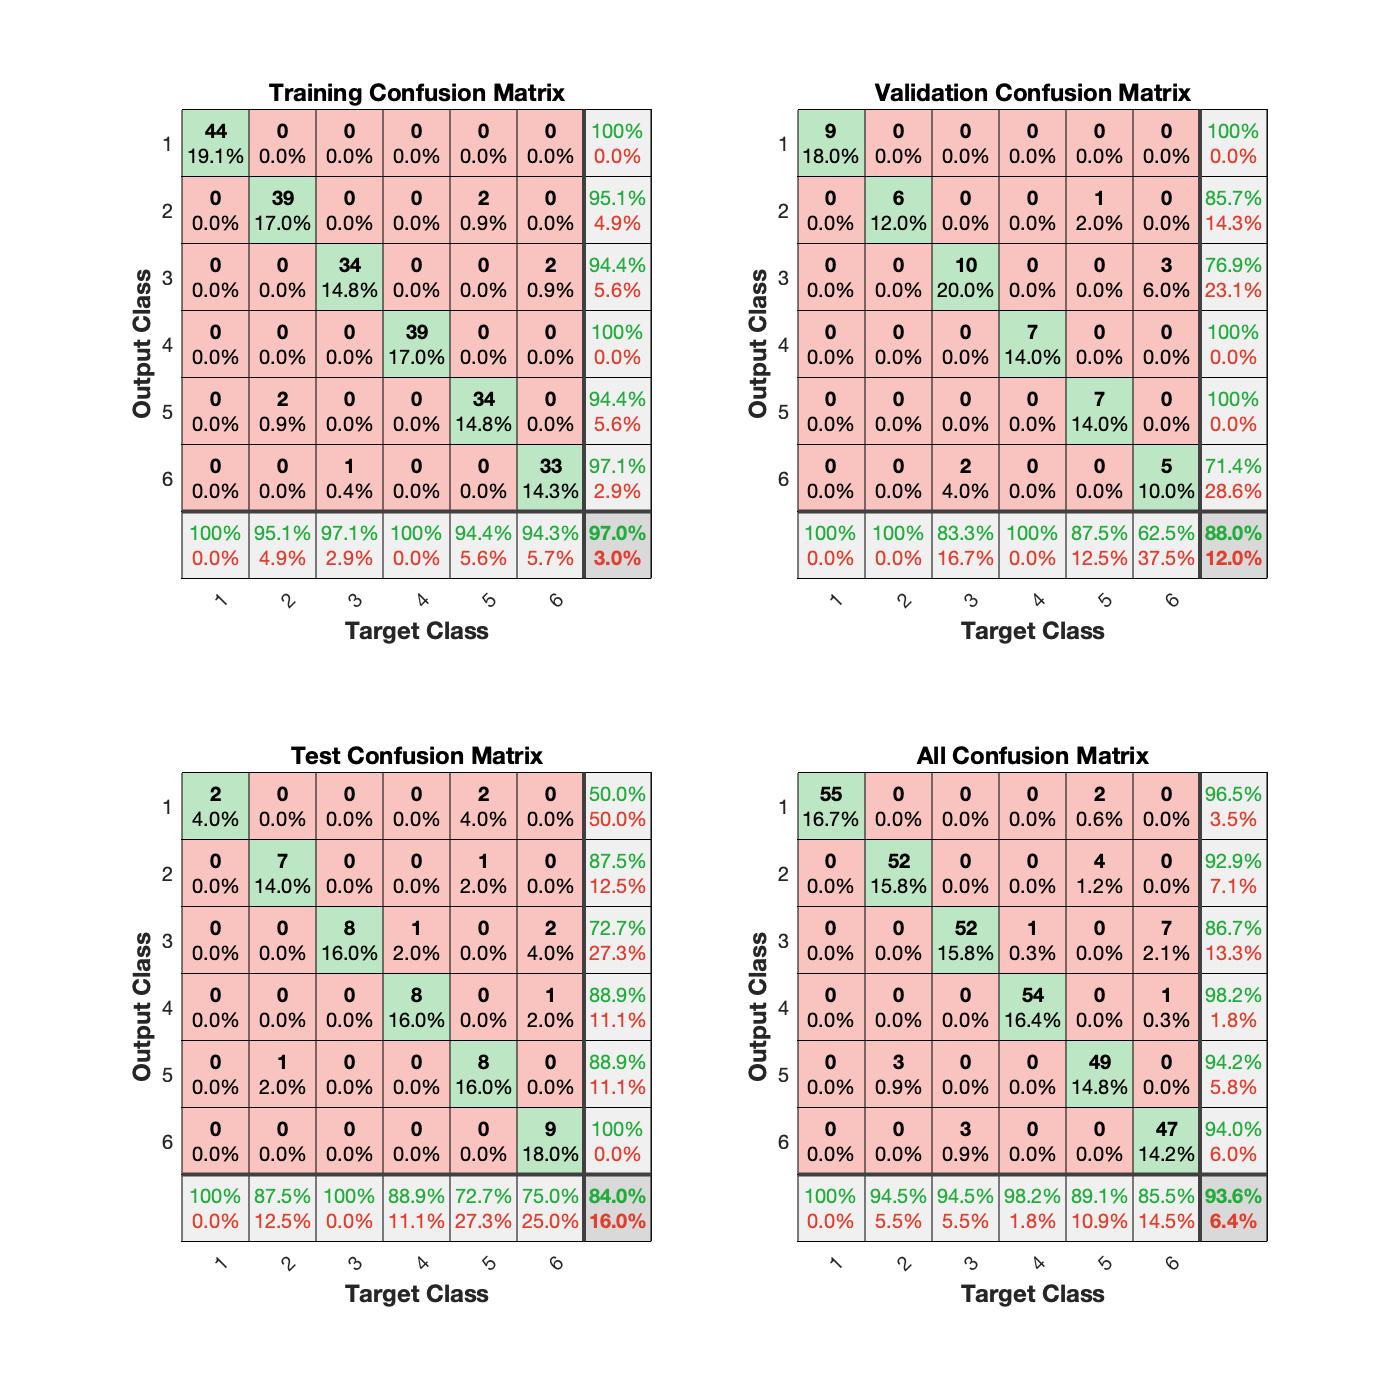 Training Confusion Matrix
1 44 0 0 0 0 0 100%
19.1% 0.0% 0.0% 0.0% 0.0% 0.0% 0.0%
2 0 39 0 0 2 0 95.1%
0.0% 17.0% 0.0% 0.0% 0.9% 0.0% 4.9%
3 0 0 34 0 0 2 94.4%
0.0% 0.0% 14.8% 0.0% 0.0% 0.9% 5.6%
4 0 0 0 39 0 0 100%
0.0% 0.0% 0.0% 17.0% 0.0% 0.0% 0.0%
5 0 2 0 0 34 0 94.4%
0.0% 0.9% 0.0% 0.0% 14.8% 0.0% 5.6%
6 0 0 1 0 0 33 97.1%
0.0% 0.0% 0.4% 0.0% 0.0% 14.3% 2.9%
100% 95.1% 97.1% 100% 94.4% 94.3% 97.0%
0.0% 4.9% 2.9% 0.0% 5.6% 5.7% 3.0%
1 2 3 4 5 6
Target Class
Output Class
Validation Confusion Matrix
1 9 0 0 0 0 0 100%
18.0% 0.0% 0.0% 0.0% 0.0% 0.0% 0.0%
2 0 6 0 0 1 0 85.7%
0.0% 12.0% 0.0% 0.0% 2.0% 0.0% 14.3%
3 0 0 10 0 0 3 76.9%
0.0% 0.0% 20.0% 0.0% 0.0% 6.0% 23.1%
4 0 0 0 7 0 0 100%
0.0% 0.0% 0.0% 14.0% 0.0% 0.0% 0.0%
5 0 0 0 0 7 0 100%
0.0% 0.0% 0.0% 0.0% 14.0% 0.0% 0.0%
6 0 0 2 0 0 5 71.4%
0.0% 0.0% 4.0% 0.0% 0.0% 10.0% 28.6%
100% 100% 83.3% 100% 87.5% 62.5% 88.0%
0.0% 0.0% 16.7% 0.0% 12.5% 37.5% 12.0%
1 2 3 4 5 6
Target Class
Output Class
Test Confusion Matrix
1 2 0 0 0 2 0 50.0%
4.0% 0.0% 0.0% 0.0% 4.0% 0.0% 50.0%
2 0 7 0 0 1 0 87.5%
0.0% 14.0% 0.0% 0.0% 2.0% 0.0% 12.5%
3 0 0 8 1 0 2 72.7%
0.0% 0.0% 16.0% 2.0% 0.0% 4.0% 27.3%
4 0 0 0 8 0 1 88.9%
0.0% 0.0% 0.0% 16.0% 0.0% 2.0% 11.1%
5 0 1 0 0 8 0 88.9%
0.0% 2.0% 0.0% 0.0% 16.0% 0.0% 11.1%
6 0 0 0 0 0 9 100%
0.0% 0.0% 0.0% 0.0% 0.0% 18.0% 0.0%
100% 87.5% 100% 88.9% 72.7% 75.0% 84.0%
0.0% 12.5% 0.0% 11.1% 27.3% 25.0% 16.0%
1 2 3 4 5 6
Target Class
Output Class
All Confusion Matrix
1 55 0 0 0 2 0 96.5%
16.7% 0.0% 0.0% 0.0% 0.6% 0.0% 3.5%
2 0 52 0 0 4 0 92.9%
0.0% 15.8% 0.0% 0.0% 1.2% 0.0% 7.1%
3 0 0 52 1 0 7 86.7%
0.0% 0.0% 15.8% 0.3% 0.0% 2.1% 13.3%
4 0 0 0 54 0 1 98.2%
0.0% 0.0% 0.0% 16.4% 0.0% 0.3% 1.8%
5 0 3 0 0 49 0 94.2%
0.0% 0.9% 0.0% 0.0% 14.8% 0.0% 5.8%
6 0 0 3 0 0 47 94.0%
0.0% 0.0% 0.9% 0.0% 0.0% 14.2% 6.0%
100% 94.5% 94.5% 98.2% 89.1% 85.5% 93.6%
0.0% 5.5% 5.5% 1.8% 10.9% 14.5% 6.4%
1 2 3 4 5 6
Target Class
Output Class